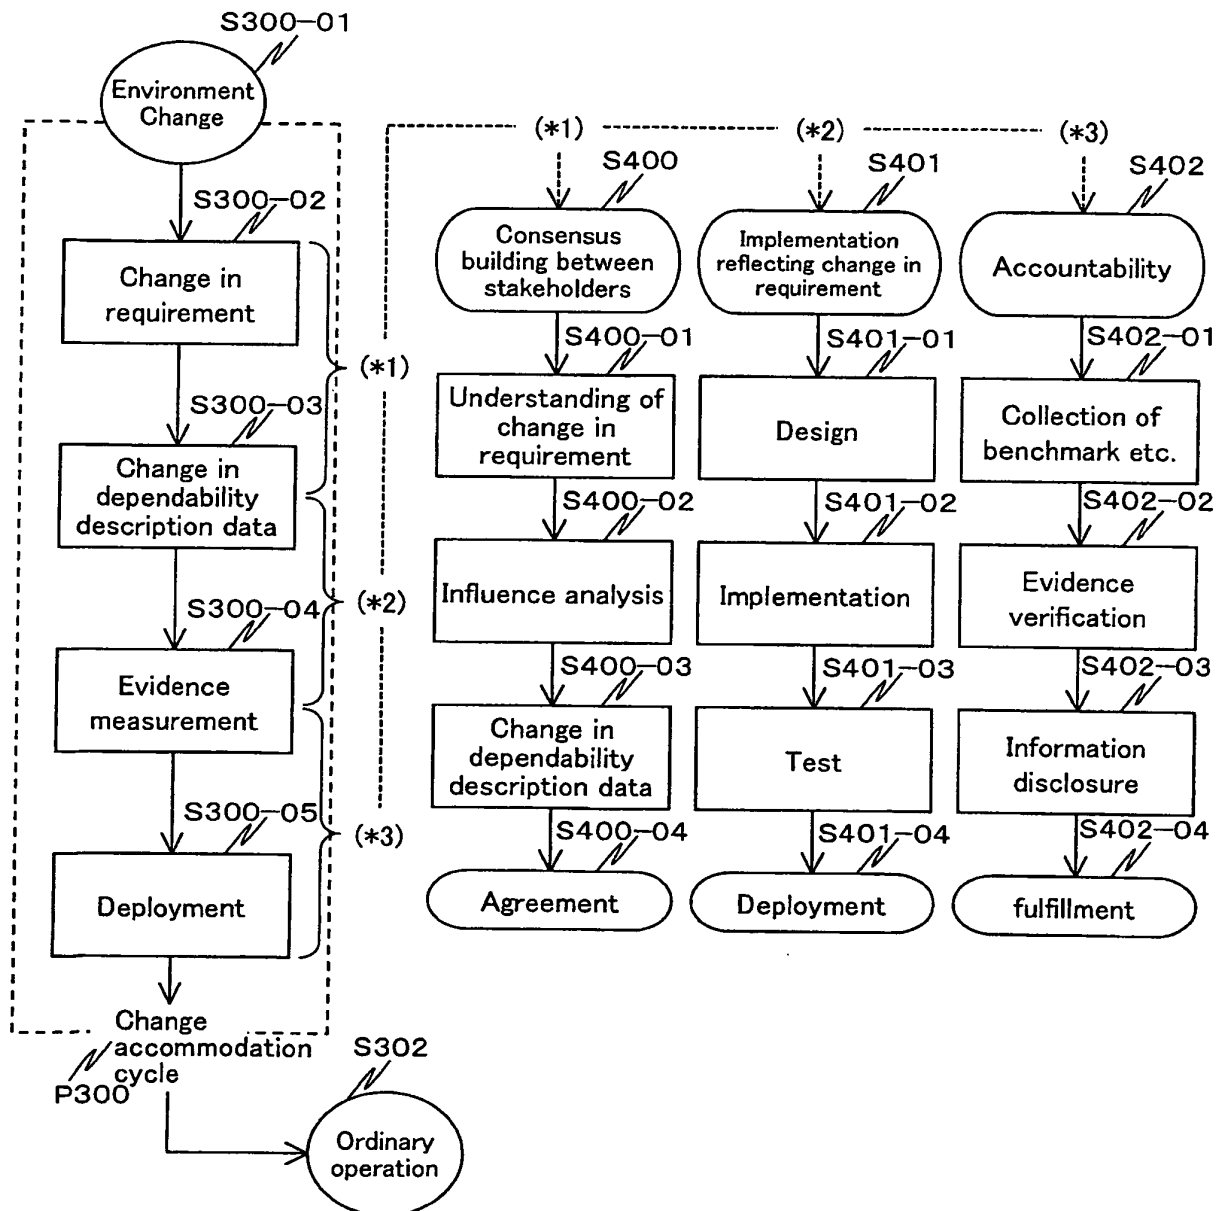 S300-01
Environment
Change
S300-02
Change in
requirement
(*1)
S300-03
Change in
dependability
description data
(*2)
S300-04
Evidence
measurement
S300-05
(*3)
Deployment
Change
accommodation
cycle
P300
S302
Ordinary
operation
(*1)
S400
Consensus
building between
stakeholders
S400-01
Understanding of
change in
requirement
S400-02
Influence analysis
S400-03
Change in
dependability
description data
S400-04
Agreement
(*2)
S401
Implementation
reflecting change in
requirement
S401-01
Design
S401-02
Implementation
S401-03
Test
S401-04
Deployment
(*3)
S402
Accountability
S402-01
Collection of
benchmark etc.
S402-02
Evidence
verification
S402-03
Information
disclosure
S402-04
fulfillment